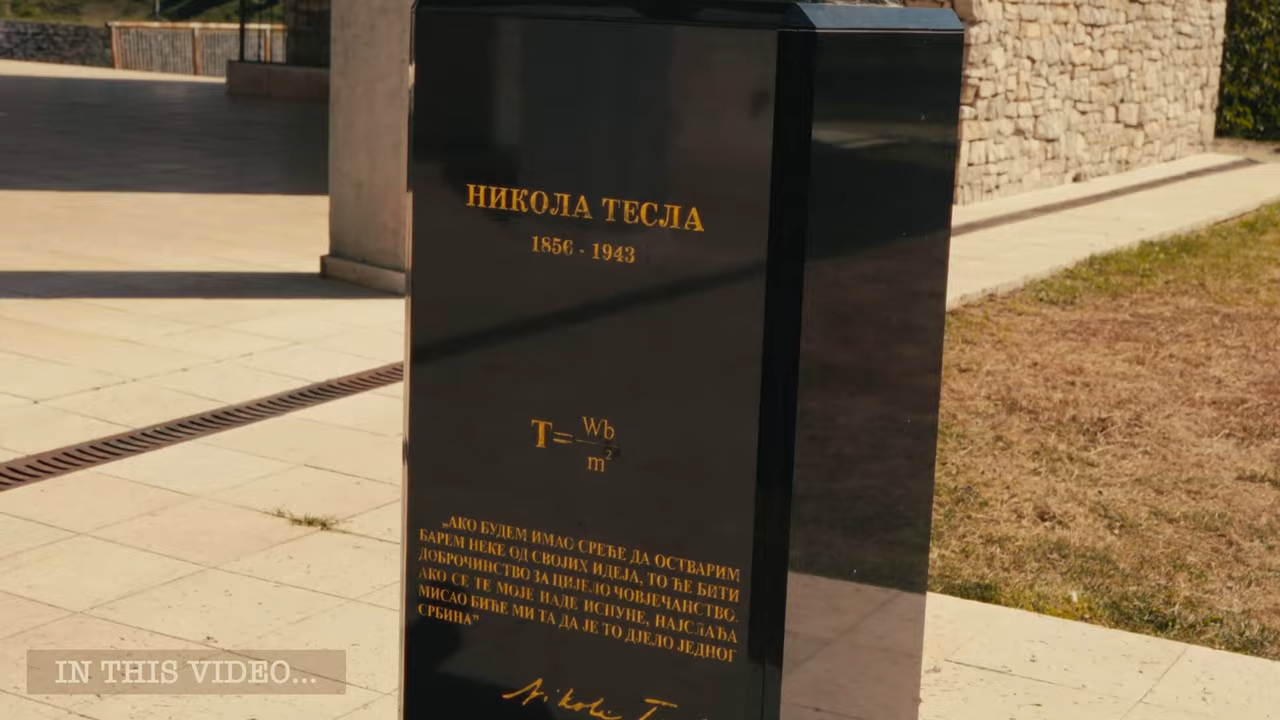 НИКОЛА ТЕСЛА
1856 - 1943
T= Wb/m²
„АКО БУДЕМ ИМАО СРЕЋЕ ДА ОСТВАРИМ
БАРЕМ НЕКЕ ОД СВОЈИХ ИДЕЈА, ТО ЋЕ БИТИ
ДОБРОЧИНСТВО ЗА ЦИЈЕЛО ЧОВЈЕЧАНСТВО.
АКО СЕ ТЕ МОЈЕ НАДЕ ИСПУНЕ, НАЈСЛАЂА
МИСАО БИЋЕ МИ ТА ДА ЈЕ ТО ДЈЕЛО ЈЕДНОГ
СРБИНА”
Nikola
IN THIS VIDEO...